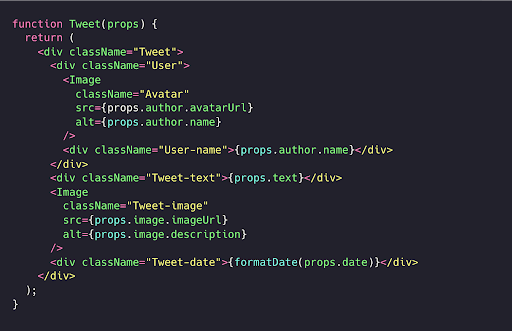 function Tweet(props) {
  return (
    <div className="Tweet">
      <div className="User">
        <Image
          className="Avatar"
          src={props.author.avatarUrl}
          alt={props.author.name}
        />
        <div className="User-name">{props.author.name}</div>
      </div>
      <div className="Tweet-text">{props.text}</div>
      <Image
        className="Tweet-image"
        src={props.image.imageUrl}
        alt={props.image.description}
      />
      <div className="Tweet-date">{formatDate(props.date)}</div>
    </div>
  );
}